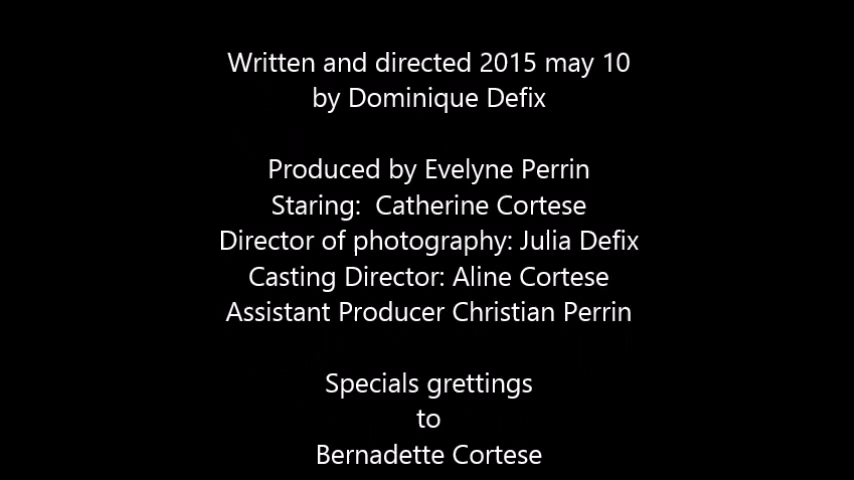 Written and directed 2015 may 10
by Dominique Defix
Produced by Evelyne Perrin
Staring: Catherine Cortese
Director of photography: Julia Defix
Casting Director: Aline Cortese
Assistant Producer Christian Perrin
Specials grettings
to
Bernadette Cortese